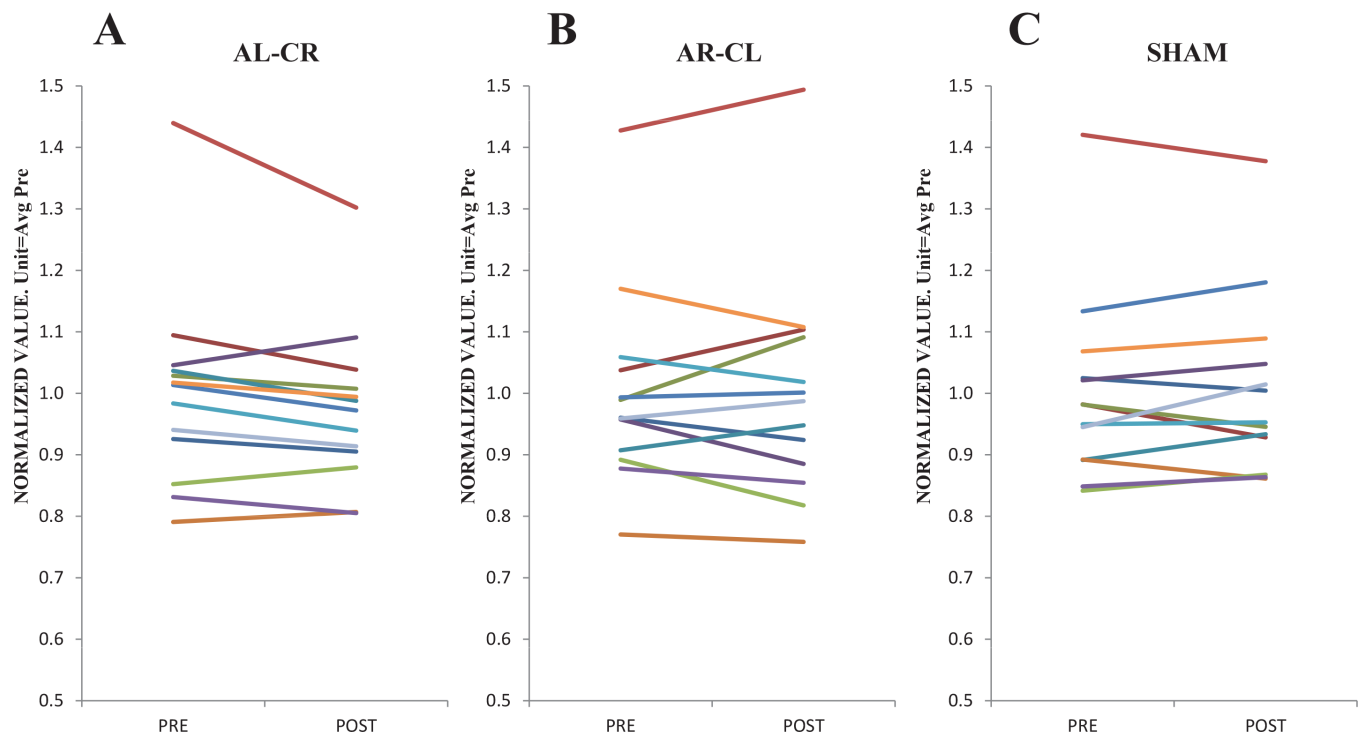 A
AL-CR
NORMALIZED VALUE. Unit=Avg Pre
1.5
1.4
1.3
1.2
1.1
1.0
0.9
0.8
0.7
0.6
0.5
PRE POST
B
AR-CL
NORMALIZED VALUE. Unit=Avg Pre
1.5
1.4
1.3
1.2
1.1
1.0
0.9
0.8
0.7
0.6
0.5
PRE POST
C
SHAM
NORMALIZED VALUE. Unit=Avg Pre
1.5
1.4
1.3
1.2
1.1
1.0
0.9
0.8
0.7
0.6
0.5
PRE POST